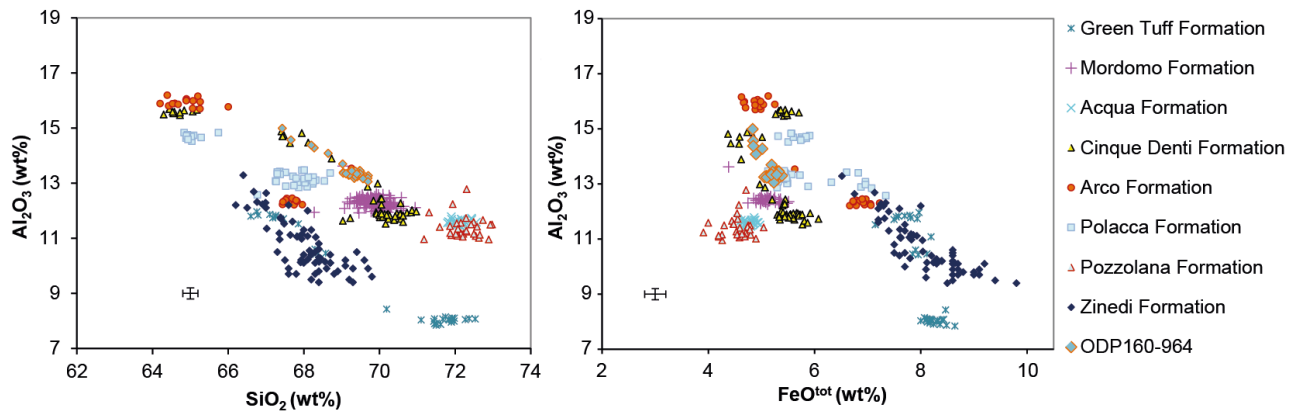 19
17
15
13
11
9
7
Al₂O₃ (wt%)
62 64 66 68 70 72 74
SiO₂ (wt%)
19
17
15
13
11
9
7
Al₂O₃ (wt%)
2 4 6 8 10
FeOᵗᵒᵗ (wt%)
Green Tuff Formation
Mordomo Formation
Acqua Formation
Cinque Denti Formation
Arco Formation
Polacca Formation
Pozzolana Formation
Zinedi Formation
ODP160-964